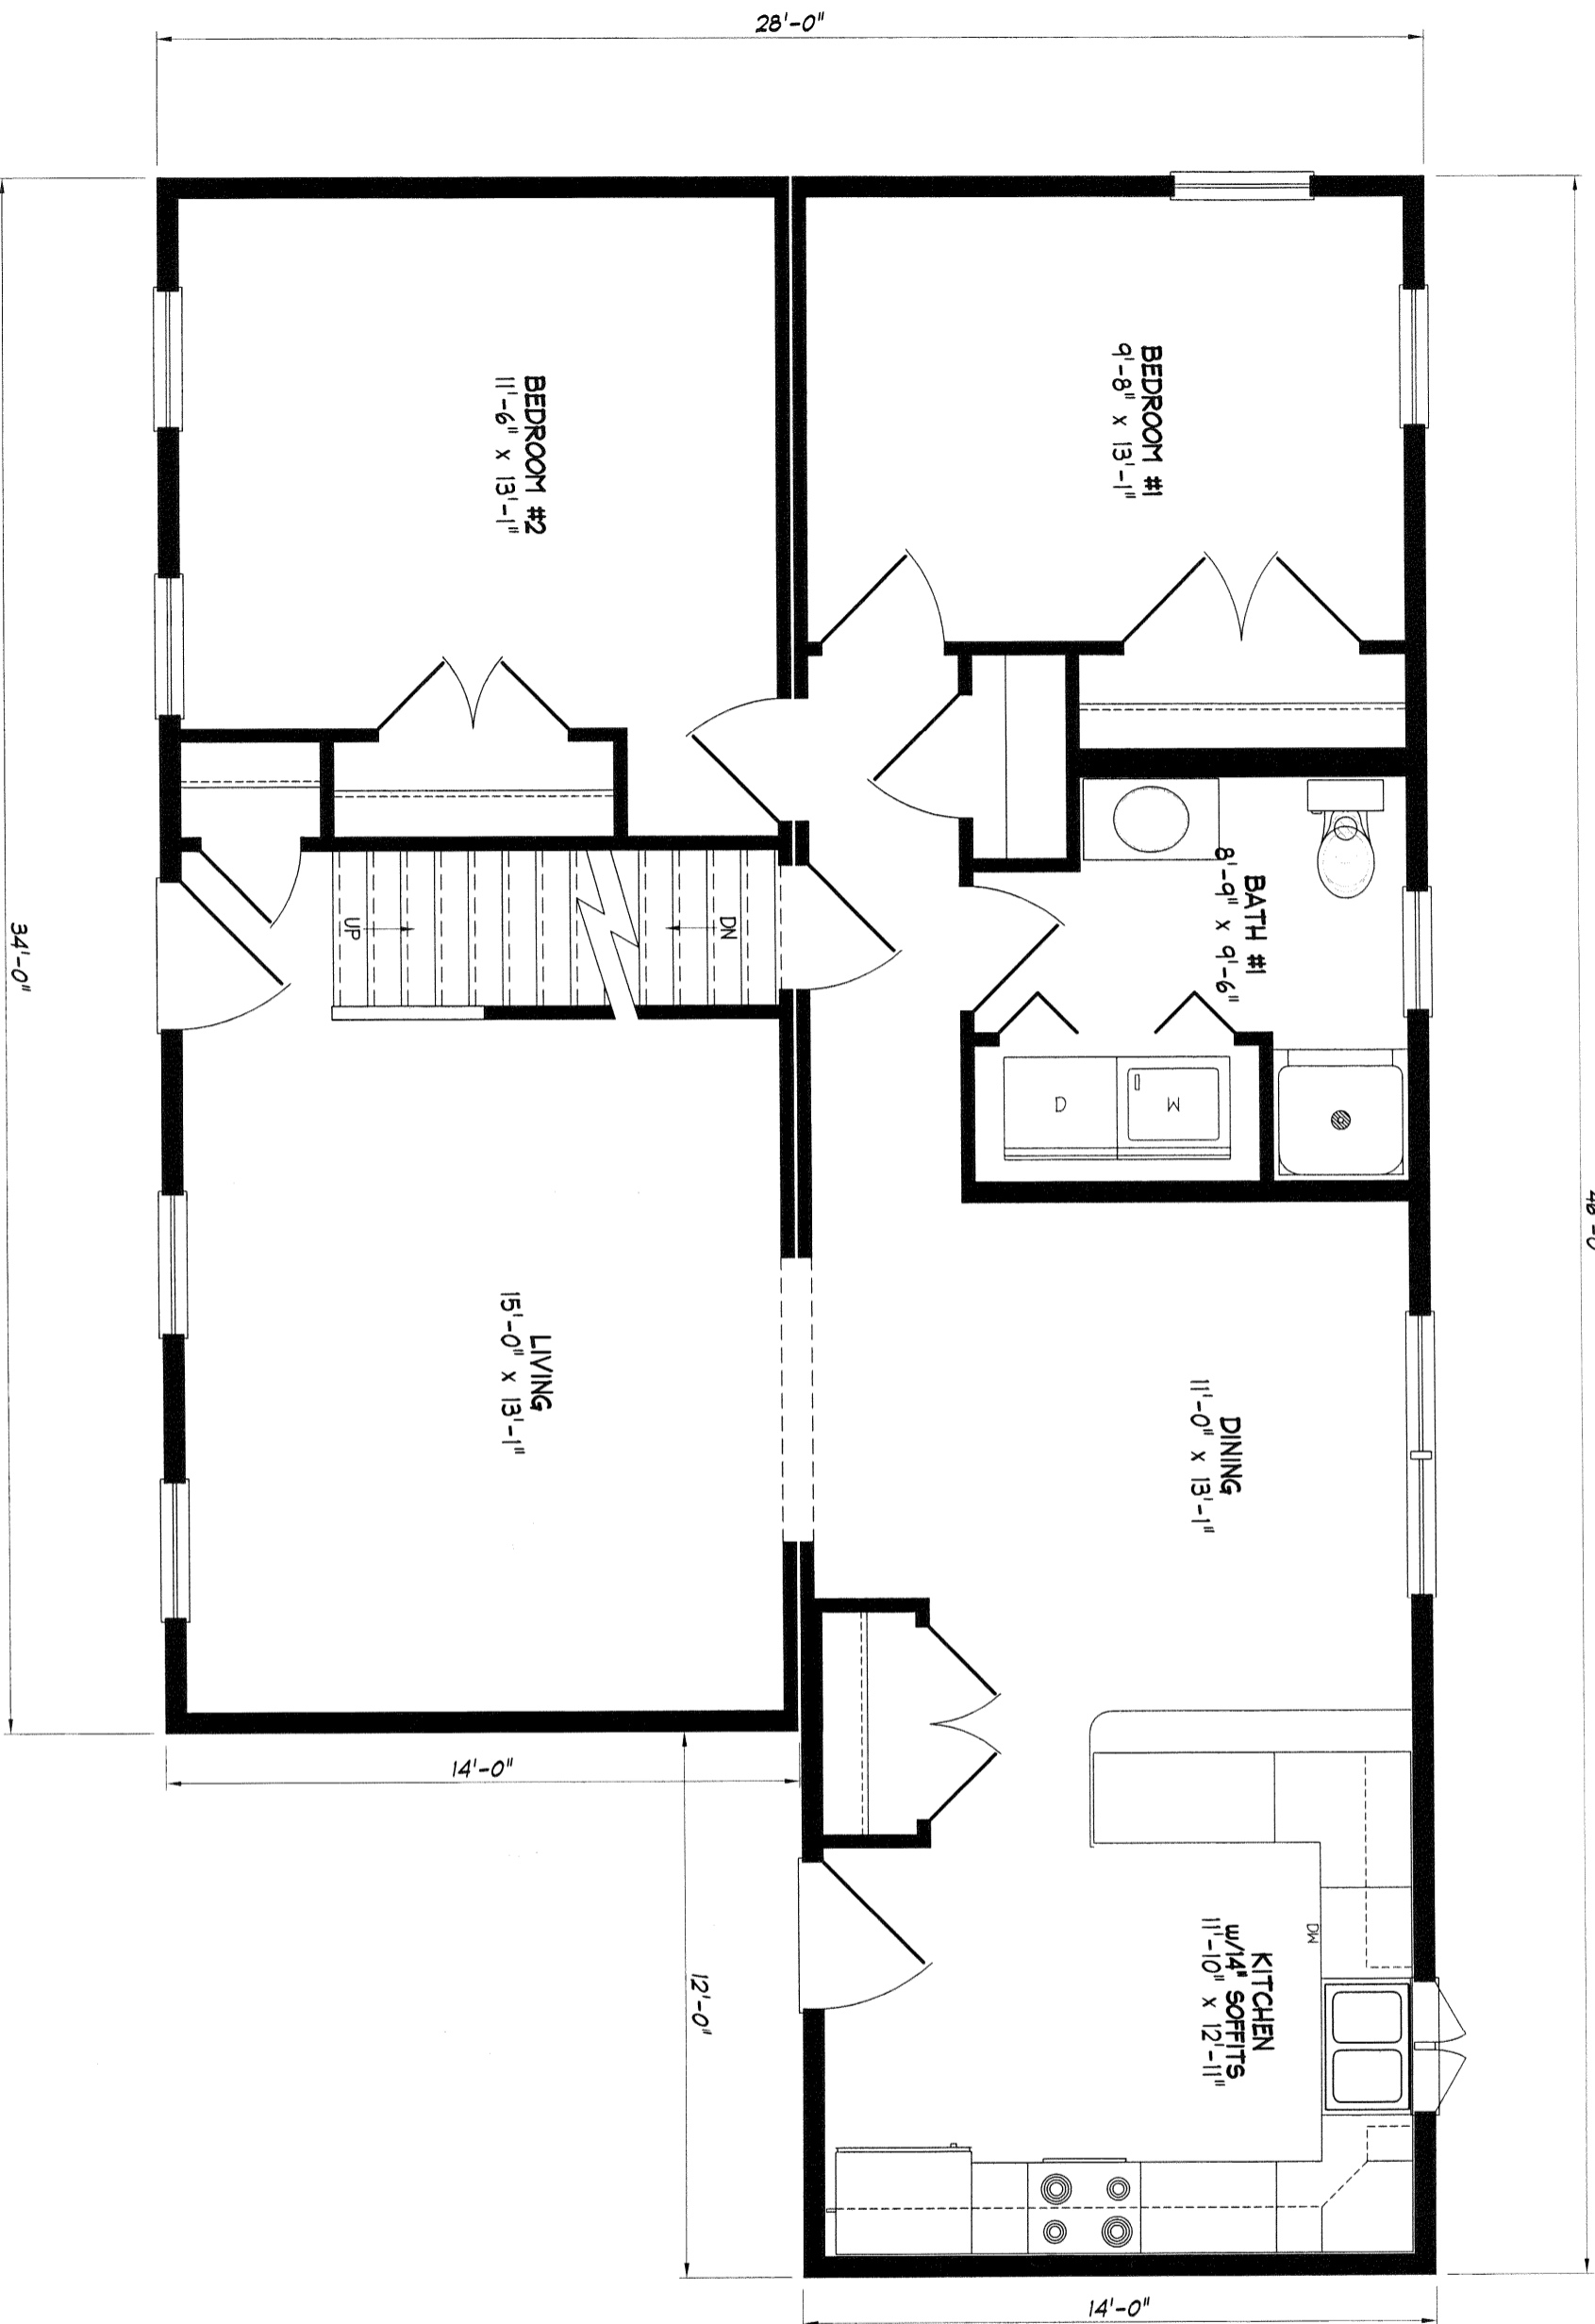 28'-0"
BEDROOM #1
9'-8" x 13'-1"
BEDROOM #2
11'-6" x 13'-1"
BATH #1
8'-9" x 9'-6"
UP
DN
D
W
34'-0"
LIVING
15'-0" x 13'-1"
DINING
11'-0" x 13'-1"
14'-0"
12'-0"
DW
KITCHEN
w/14" SOFFITS
11'-10" x 12'-11"
14'-0"